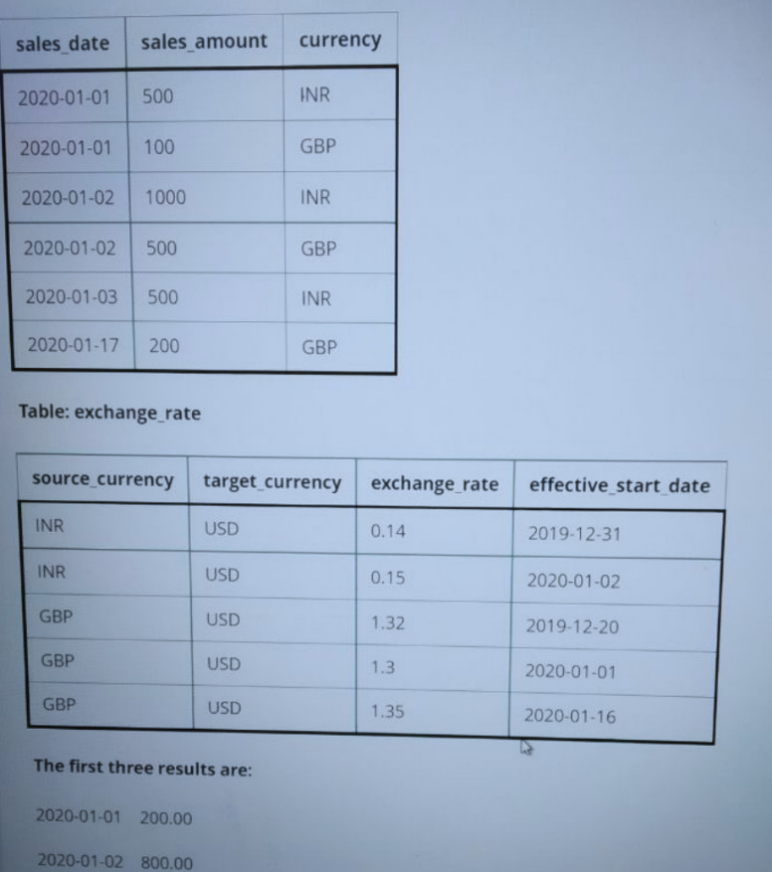 sales_date sales_amount currency
2020-01-01 500 INR
2020-01-01 100 GBP
2020-01-02 1000 INR
2020-01-02 500 GBP
2020-01-03 500 INR
2020-01-17 200 GBP
Table: exchange_rate
source_currency target_currency exchange_rate effective_start_date
INR USD 0.14 2019-12-31
INR USD 0.15 2020-01-02
GBP USD 1.32 2019-12-20
GBP USD 1.3 2020-01-01
GBP USD 1.35 2020-01-16
The first three results are:
2020-01-01 200.00
2020-01-02 800.00